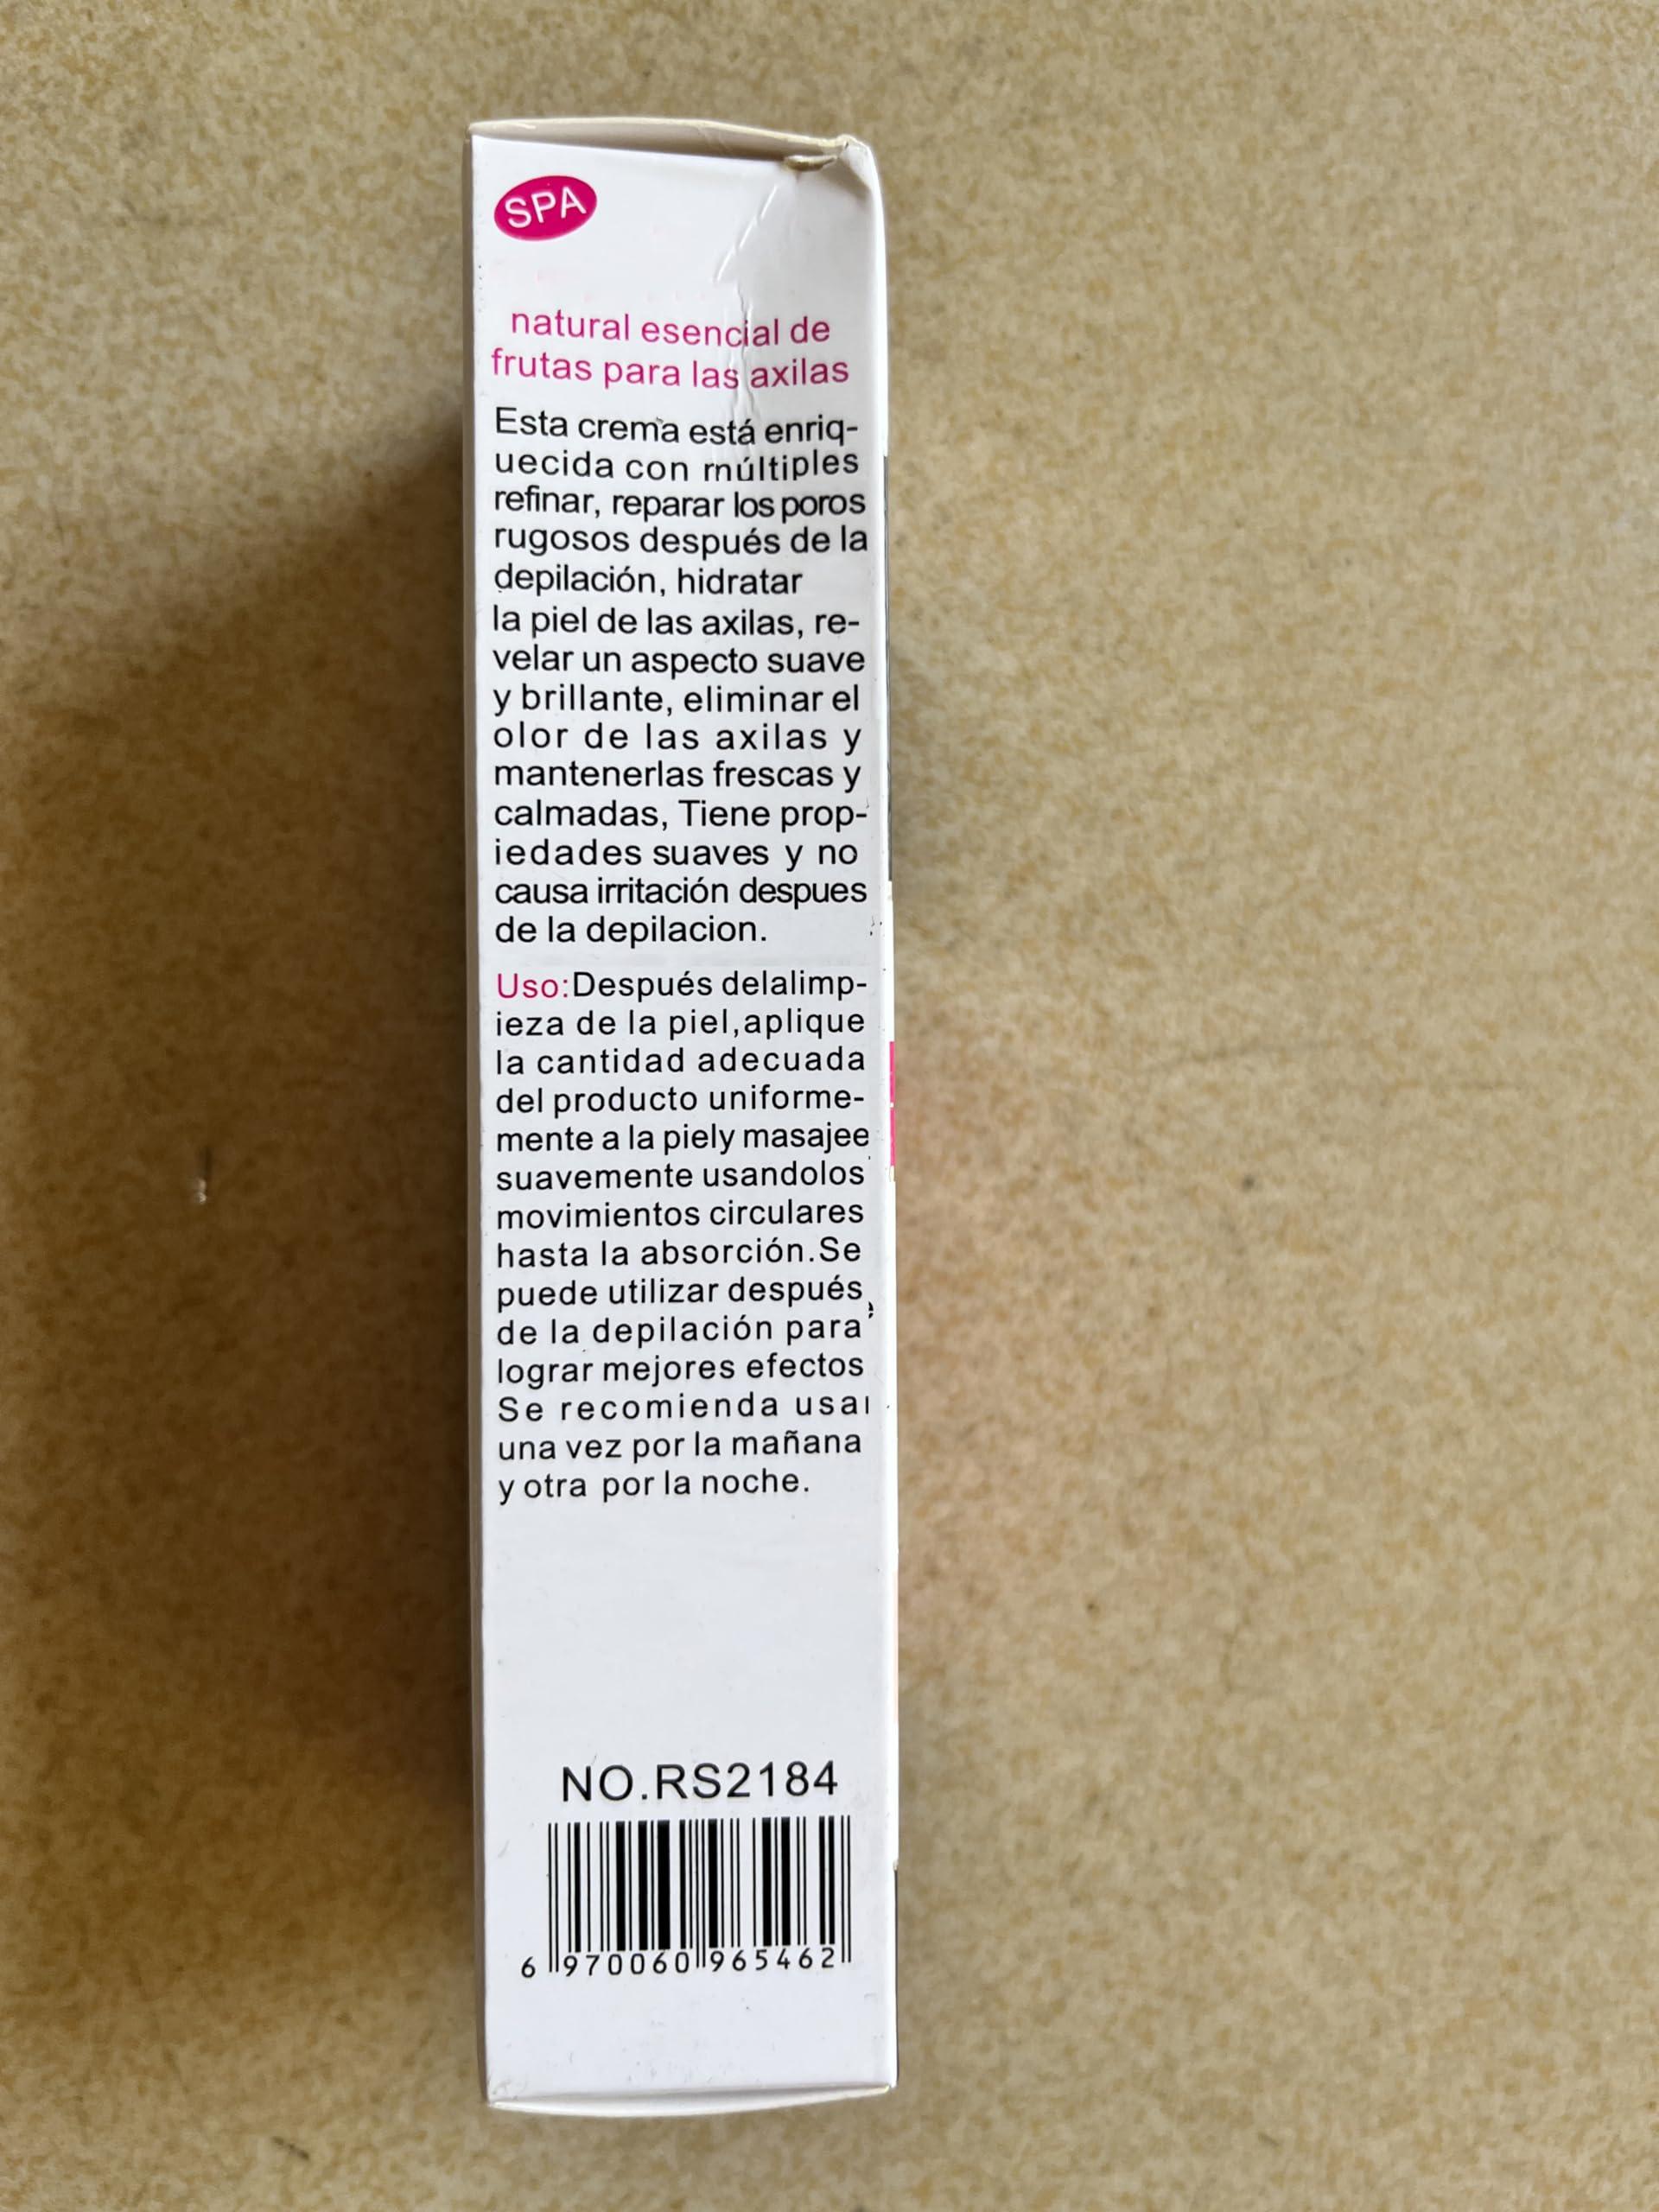 SPA
natural esencial de
frutas para las axilas
Esta crema está enriq-
uecida con múltiples
refinar, reparar los poros
rugosos después de la
depilación, hidratar
la piel de las axilas, re-
velar un aspecto suave
y brillante, eliminar el
olor de las axilas y
mantenerlas frescas y
calmadas, Tiene prop-
iedades suaves y no
causa irritación despues
de la depilacion.
Uso:Después delalimp-
ieza de la piel,aplique
la cantidad adecuada
del producto uniforme-
mente a la piely masajee
suavemente usandolos
movimientos circulares
hasta la absorción.Se
puede utilizar después
de la depilación para
lograr mejores efectos
Se recomienda usar
una vez por la mañana
y otra por la noche.
NO.RS2184
6 970060 965462